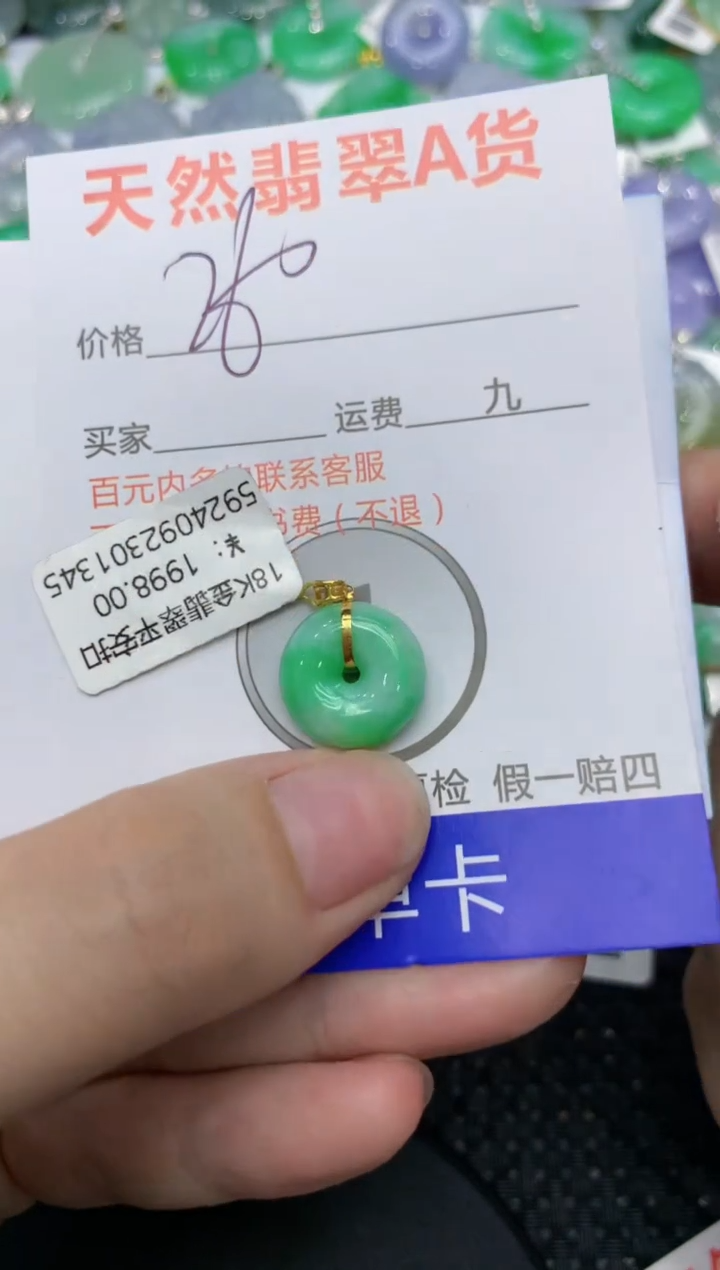 天然翡翠A货
价格
买家 运费 九
百元内 联系客服
书费(不退)
18K金翡翠平安扣
¥: 1998.00
5924092301345
检 假一赔四
卡